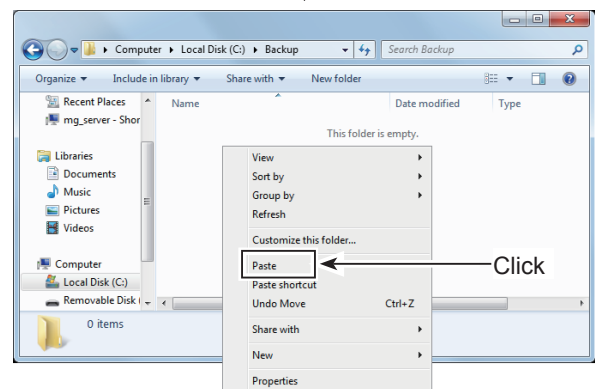 Computer Local Disk (C:) Backup Search Backup
Organize Include in library Share with New folder
Recent Places Name Date modified Type
mg_server - Shor
This folder is empty.
Libraries View
Documents Sort by
Music Group by
Pictures Refresh
Videos
Customize this folder...
Computer Paste Click
Local Disk (C:) Paste shortcut
Removable Disk Undo Move Ctrl+Z
0 items Share with
New
Properties